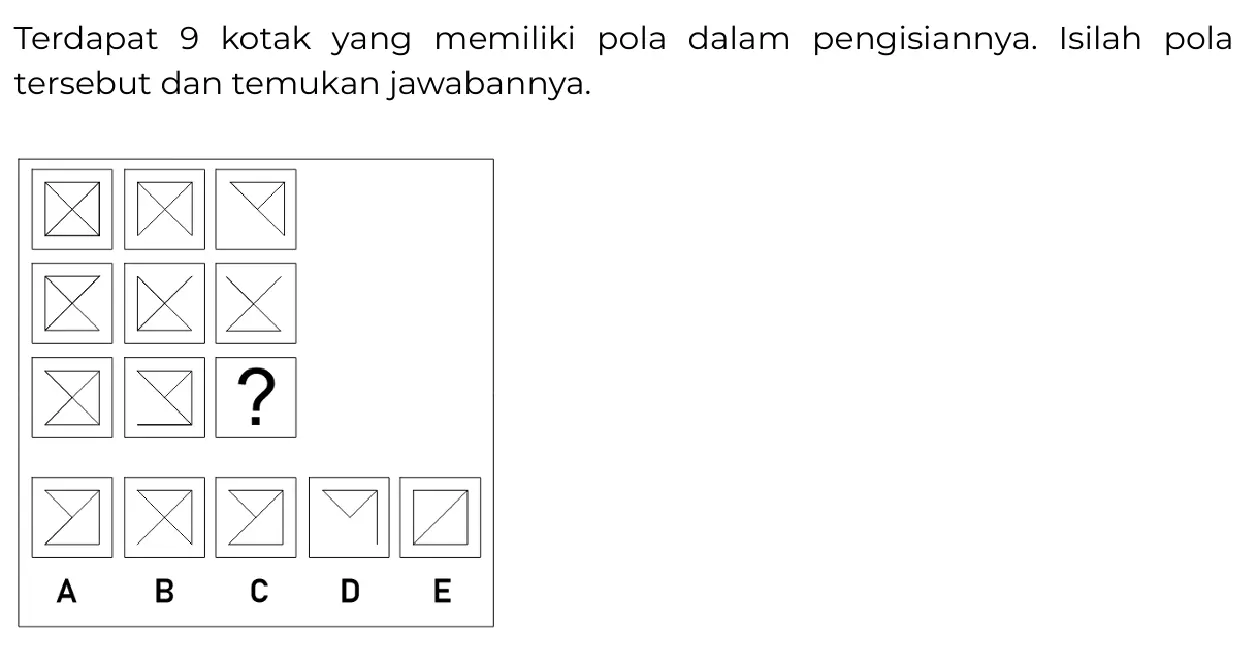 Terdapat 9 kotak yang memiliki pola dalam pengisiannya. Isilah pola
tersebut dan temukan jawabannya.
?
A B C D E